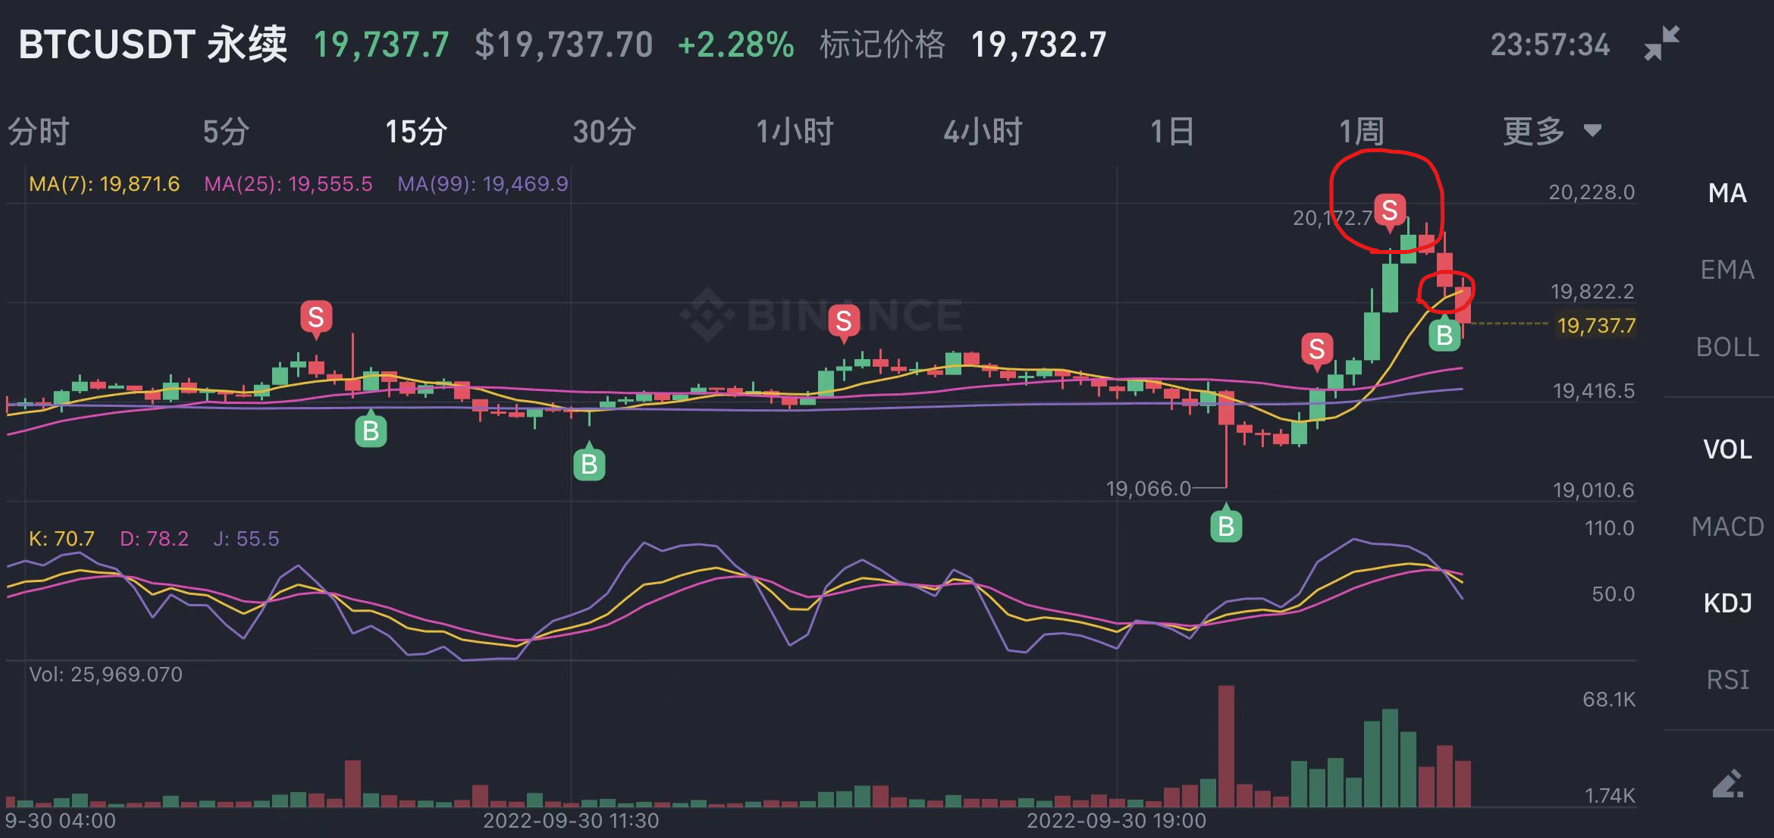 BTCUSDT 永续 19,737.7 $19,737.70 +2.28% 标记价格 19,732.7 23:57:34
分时 5分 15分 30分 1小时 4小时 1日 1周 更多
MA(7): 19,871.6 MA(25): 19,555.5 MA(99): 19,469.9
20,228.0
MA
20,172.7
S
EMA
19,822.2
BINANCE
S
S
19,737.7
B
S
BOLL
19,416.5
B
VOL
B
19,066.0
19,010.6
B
110.0
MACD
K: 70.7 D: 78.2 J: 55.5
50.0
KDJ
Vol: 25,969.070
RSI
68.1K
1.74K
9-30 04:00 2022-09-30 11:30 2022-09-30 19:00